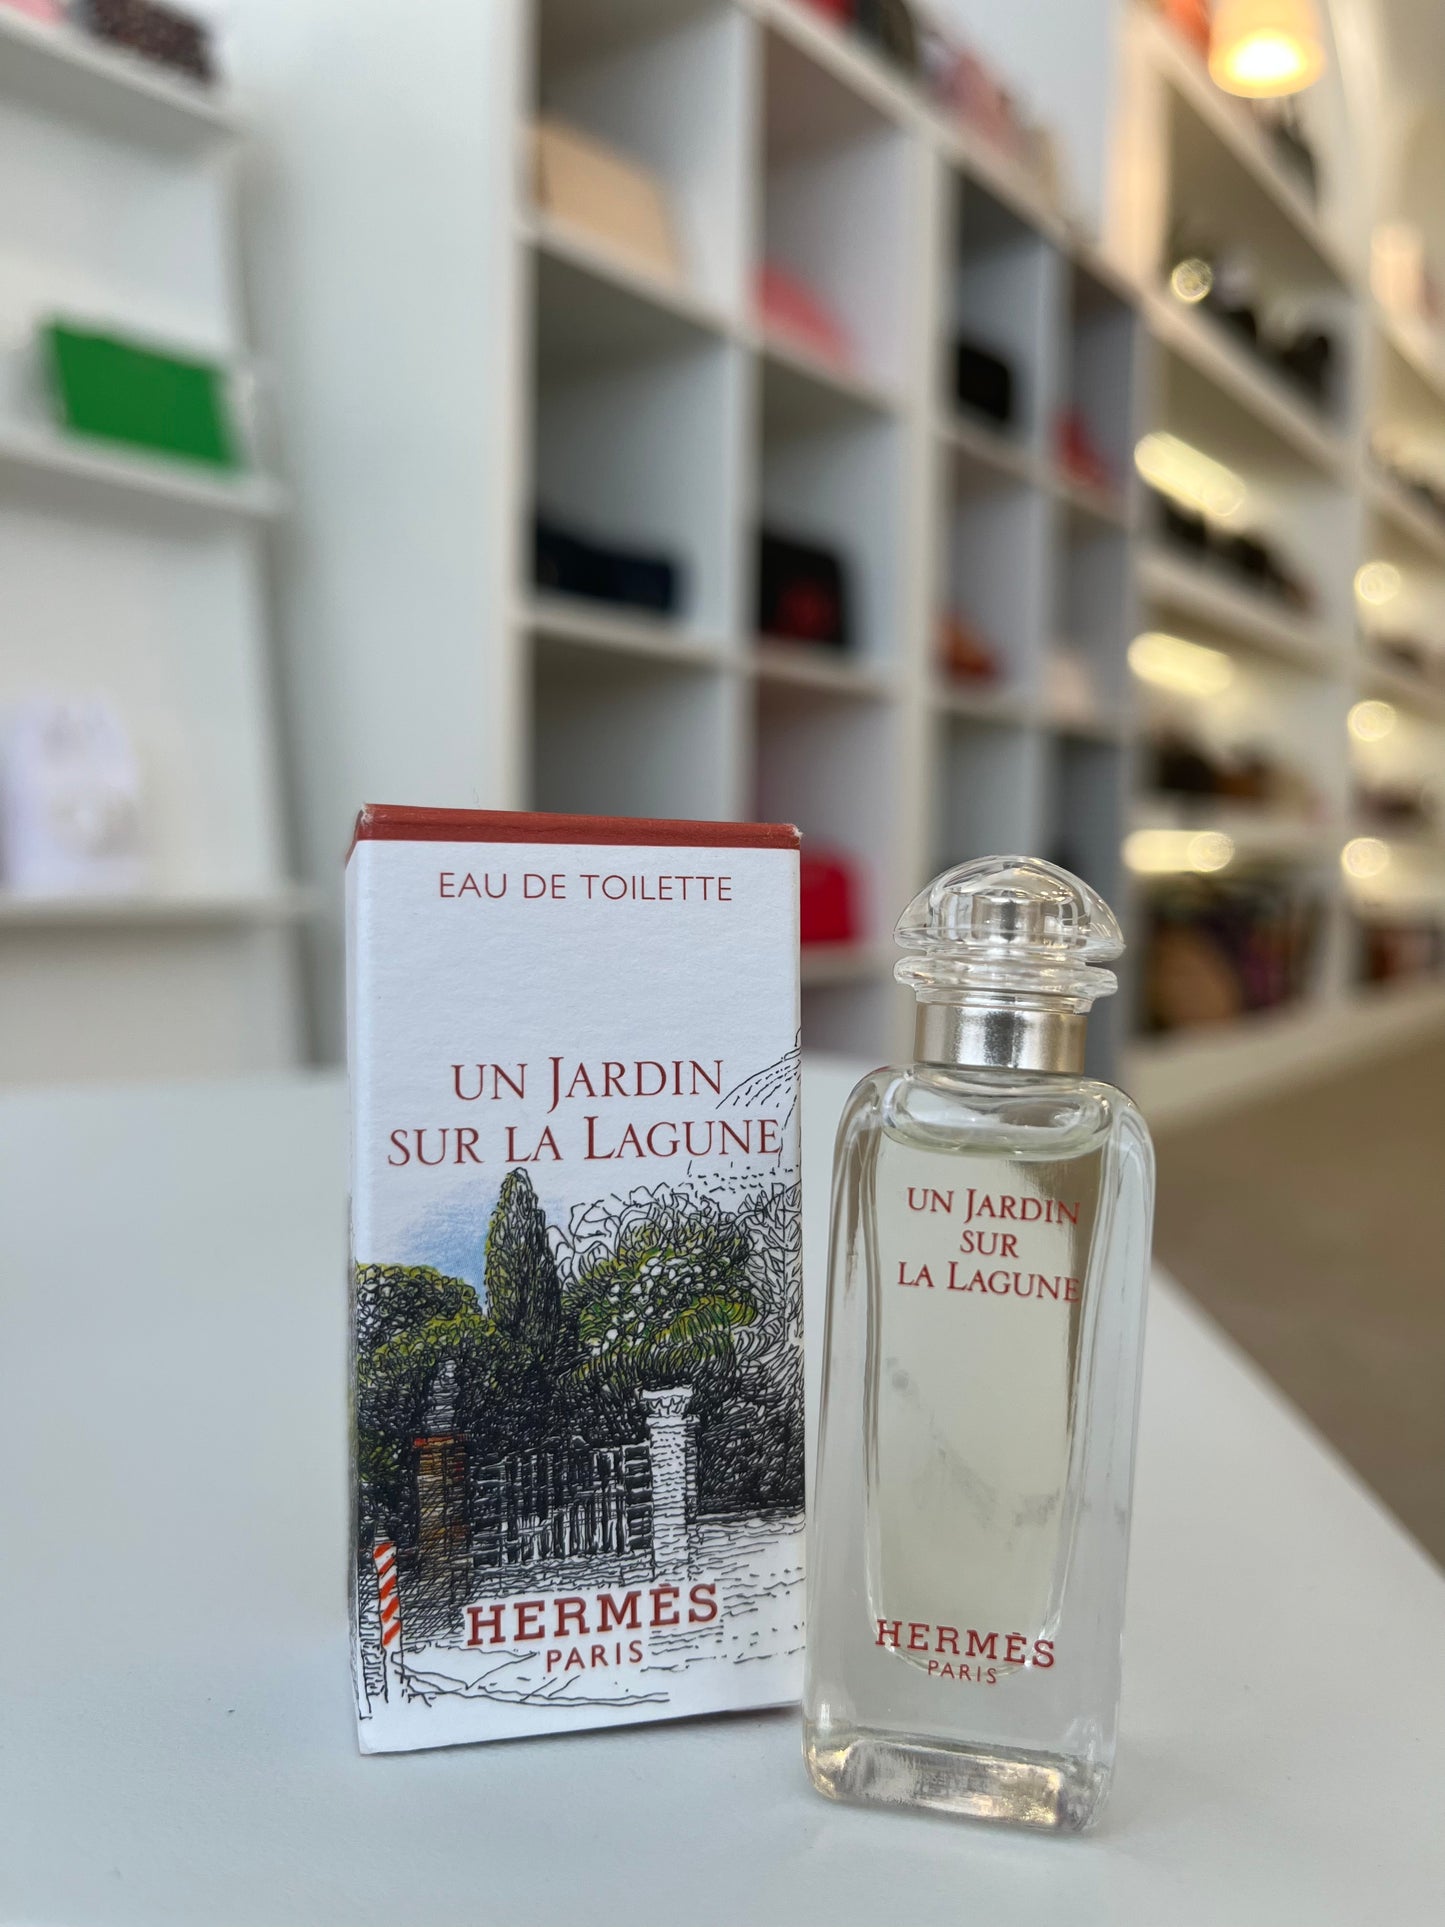 EAU DE TOILETTE
UN JARDIN
SUR LA LAGUNE
HERMÈS
PARIS
UN JARDIN
SUR
LA LAGUNE
HERMÈS
PARIS